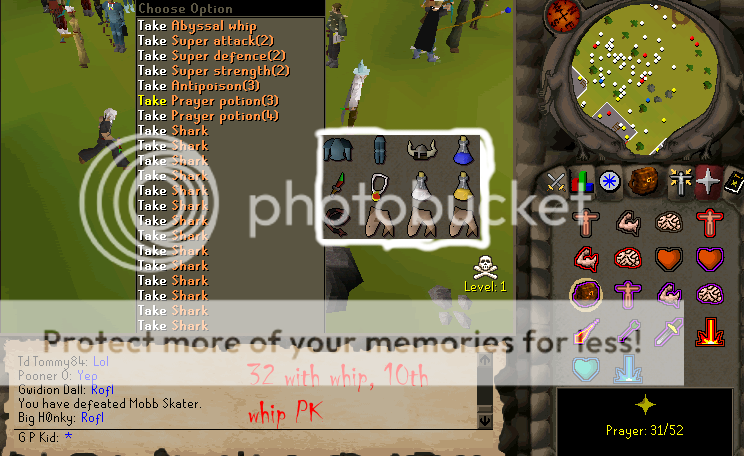 Choose Option
Take Abyssal whip
Take Super attack(2)
Take Super defence(2)
Take Super strength(2)
Take Antipoison(3)
Take Prayer potion(3)
Take Prayer potion(4)
Take Shark
Take Shark
Take Shark
Take Shark
Take Shark
Take Shark
Take Shark
Take Shark
Take Shark
Take Shark
Take Shark
Take Shark
Take Shark
Take Shark
photobucket
Level: 1
Protect more of your memories for less!
Td Tommy84: Lol
Pooner O: Yep
Gwidion Dall: Rofl
You have defeated Mobb Skater.
Big H0nky: Rofl
G P Kid: *
32 with whip, 10th
whip PK
Prayer: 31/52